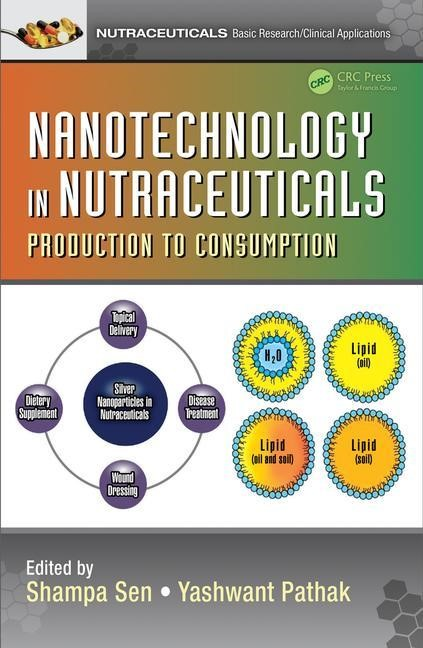 NUTRACEUTICALS Basic Research/Clinical Applications
CRC
CRC Press
Taylor & Francis Group
NANOTECHNOLOGY
IN NUTRACEUTICALS
PRODUCTION TO CONSUMPTION
Topical
Delivery
Dietary
Supplement
Silver
Nanoparticles in
Nutraceuticals
Disease
Treatment
Wound
Dressing
H₂O
Lipid
(oil)
Lipid
(oil and soil)
Lipid
(soil)
Edited by
Shampa Sen • Yashwant Pathak